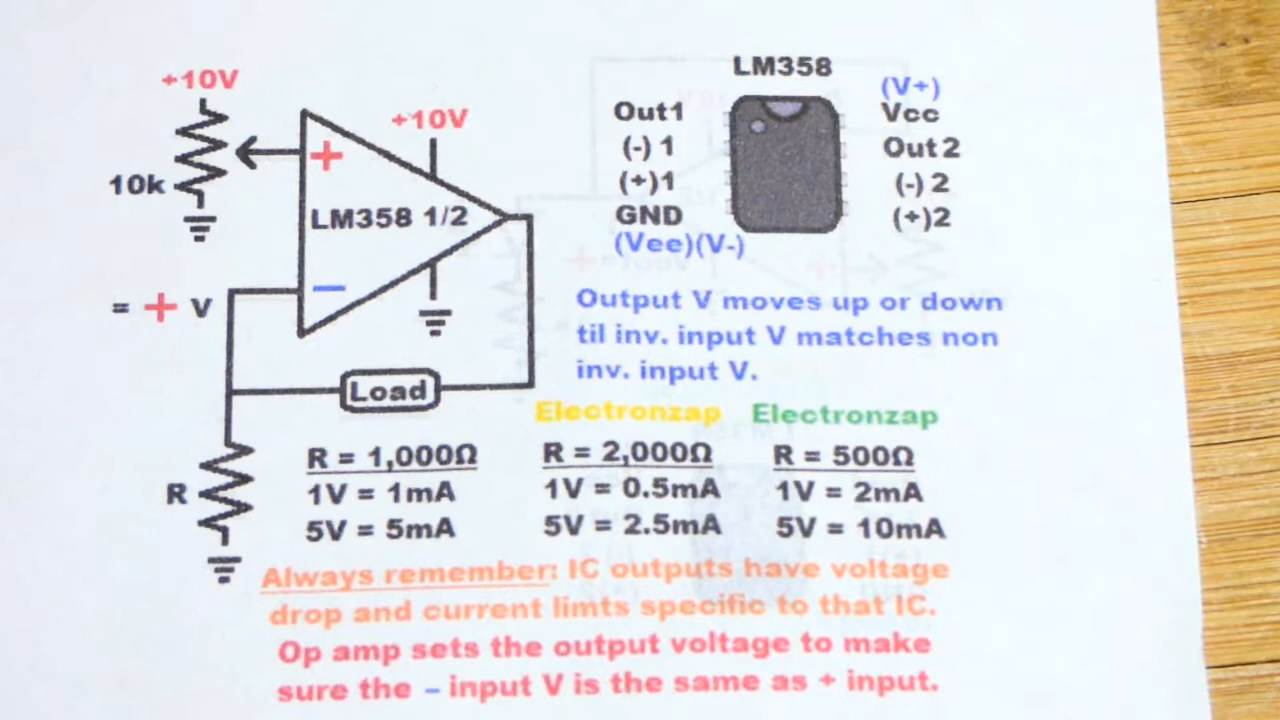 +10V
10k
+10V
+
LM358 1/2
−
= + V
Load
R
LM358
Out1
(-) 1
(+)1
GND
(Vee)(V-)
(V+)
Vcc
Out 2
(-) 2
(+)2
Output V moves up or down
til inv. input V matches non
inv. input V.
Electronzap Electronzap
R = 1,000Ω
1V = 1mA
5V = 5mA
R = 2,000Ω
1V = 0.5mA
5V = 2.5mA
R = 500Ω
1V = 2mA
5V = 10mA
Always remember: IC outputs have voltage
drop and current limts specific to that IC.
Op amp sets the output voltage to make
sure the − input V is the same as + input.